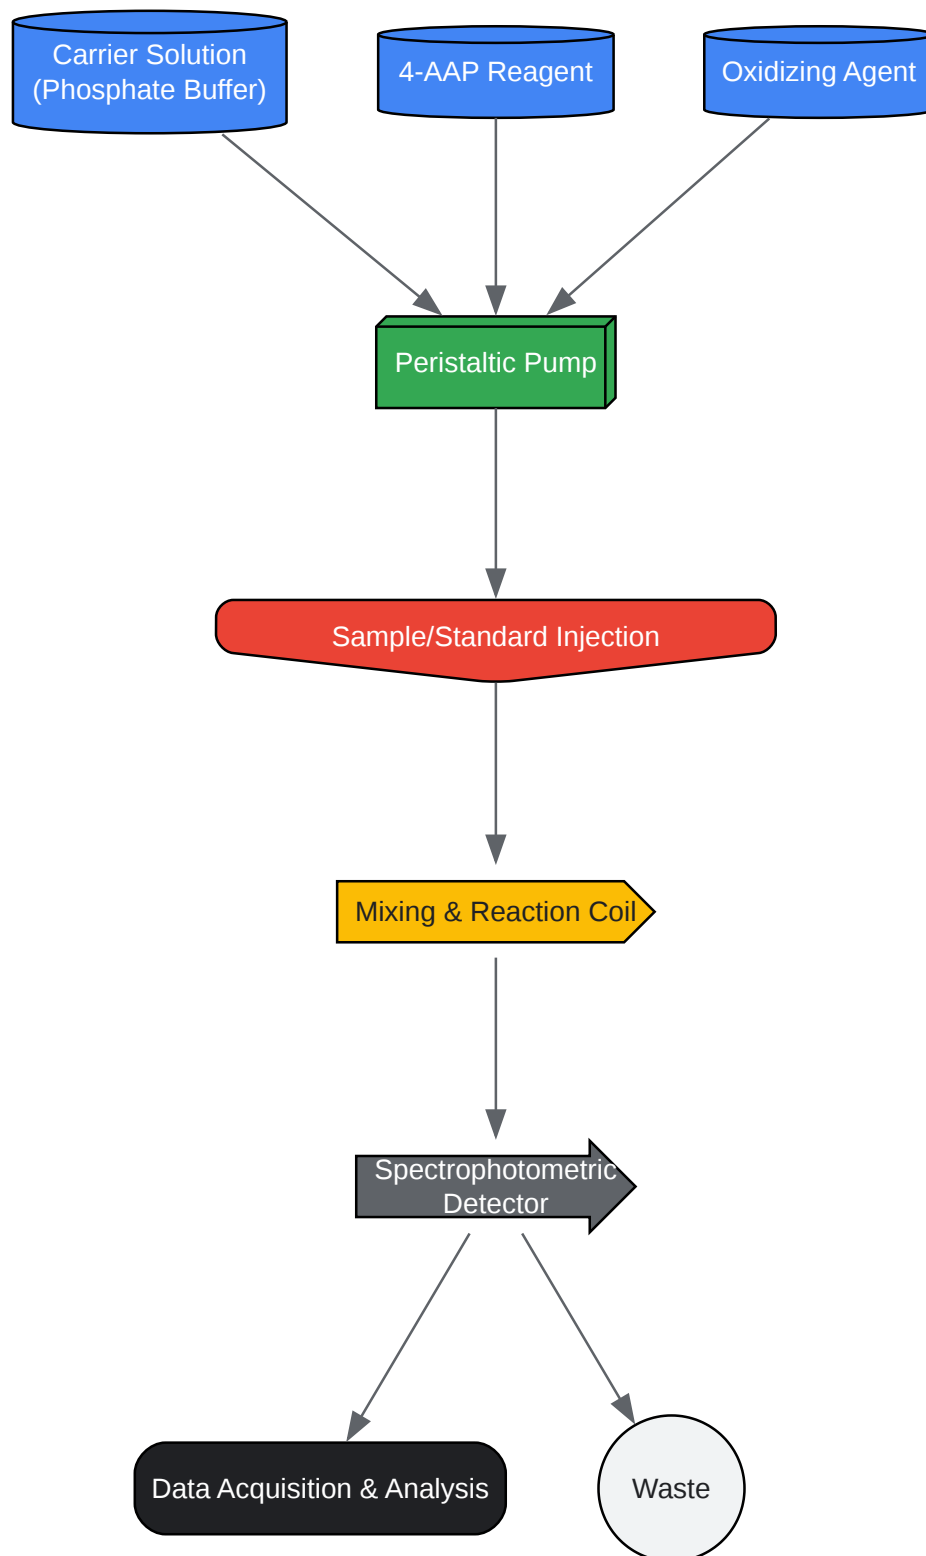 Carrier Solution
(Phosphate Buffer)
4-AAP Reagent
Oxidizing Agent
Peristaltic Pump
Sample/Standard Injection
Mixing & Reaction Coil
Spectrophotometric
Detector
Data Acquisition & Analysis
Waste